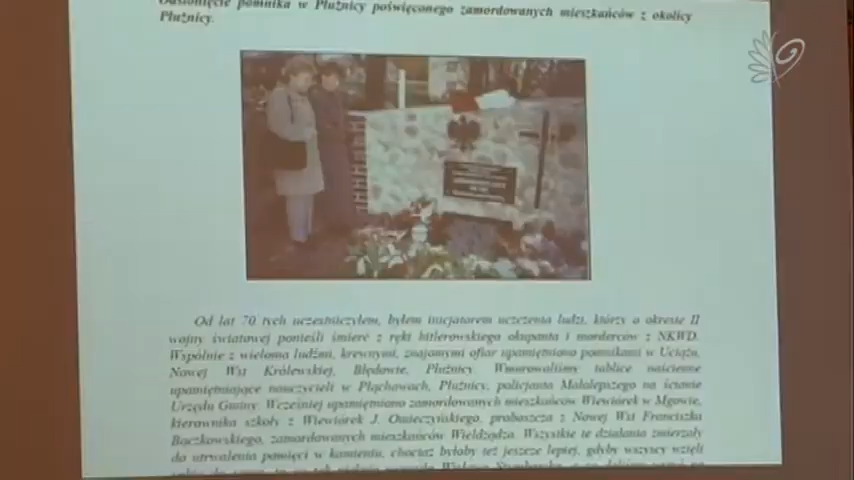 Odsłonięcie pomnika w Płużnicy poświęconego zamordowanych mieszkańców z okolicy
Płużnicy.
Od lat 70 tych uczestniczyłem, byłem inicjatorem uczczenia ludzi, którzy o okresie II
wojny światowej ponieśli śmierć z ręki hitlerowskiego okupanta i morderców z NKWD.
Wspólnie z wieloma ludźmi, krewnymi, znajomymi ofiar upamiętniono pomnikami w Uciążu,
Nowej Wsi Królewskiej, Błędowie, Płużnicy. Wmurowaliśmy tablice naścienne
upamiętniające nauczycieli w Płąchawach, Płużnicy, policjanta Małolepszego na ścianie
Urzędu Gminy. Wcześniej upamiętniono zamordowanych mieszkańców Wiewiórek w Mgowie,
kierownika szkoły z Wiewiórek J. Omieczyńskiego, proboszcza z Nowej Wsi Franciszka
Baczkowskiego, zamordowanych mieszkańców Wieldządza. Wszystkie te działania zmierzały
do utrwalenia pamięci w kamieniu, chociaż byłoby też jeszcze lepiej, gdyby wszyscy wzięli